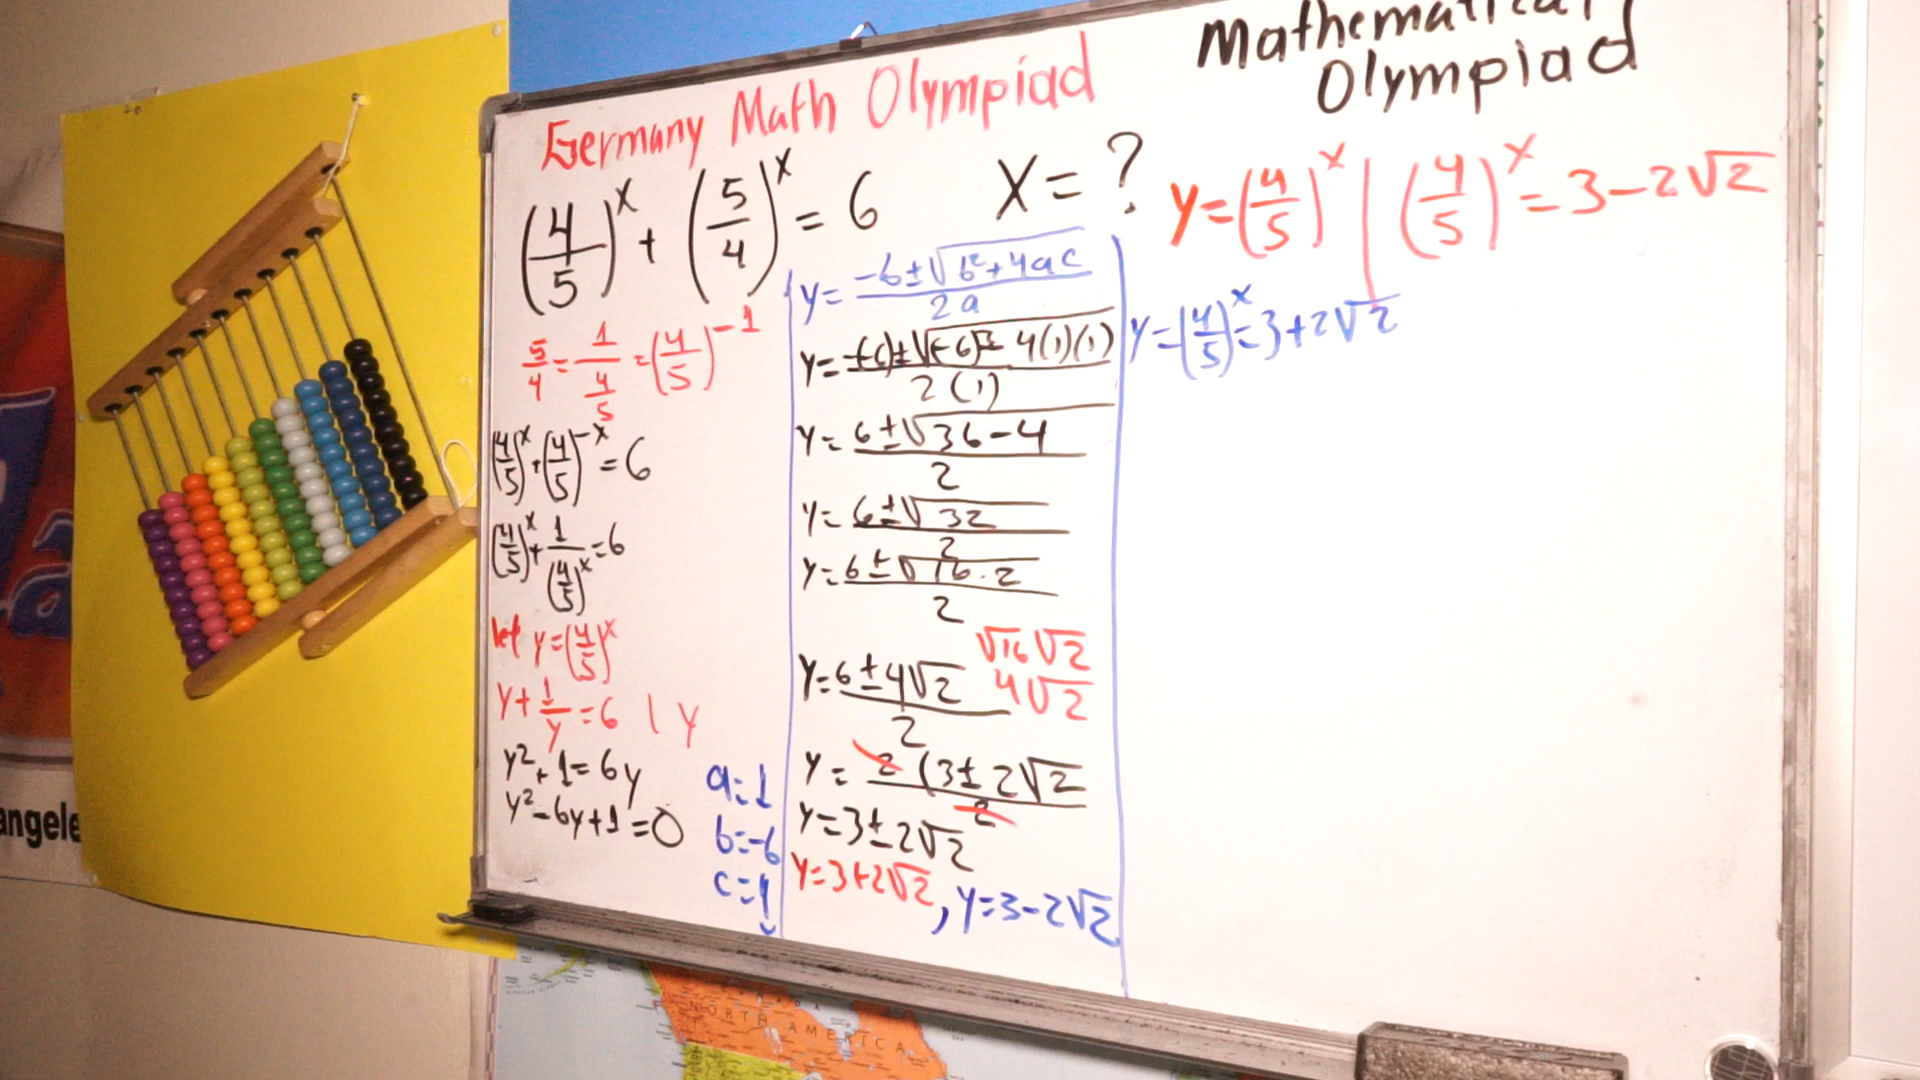 Germany Math Olympiad
(4/5)^x + (5/4)^x = 6   X = ?
5/4 = 1/(4/5) = (4/5)^-1
(4/5)^x + (4/5)^-x = 6
(4/5)^x + 1/(4/5)^x = 6
let y = (4/5)^x
y + 1/y = 6 | y
y² + 1 = 6y
y² - 6y + 1 = 0
a = 1
b = -6
c = 1
y = (-b ± √(b² + 4ac))/(2a)
y = (-(-6) ± √((-6)² - 4(1)(1)))/(2(1))
y = (6 ± √(36 - 4))/2
y = (6 ± √32)/2
y = (6 ± √(16·2))/2
√16 √2
4√2
y = (6 ± 4√2)/2
y = 2(3 ± 2√2/2
y = 3 ± 2√2
y = 3 + 2√2 , y = 3 - 2√2
Mathematical
Olympiad
y = (4/5)^x | (4/5)^x = 3 - 2√2
y = (4/5)^x = 3 + 2√2
angele
NORTH AMERICA